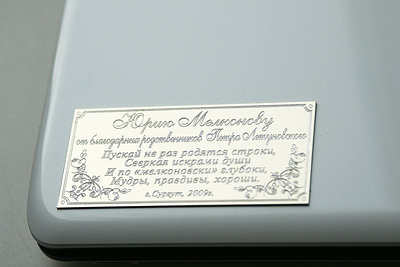 Юрию Мелконову
от благодарных родственников Петра Летуновского
Пускай не раз родятся строки,
Сверкая искрами души
И по «мелконовски» глубоки,
Мудры, правдивы, хороши.
г.Сургут, 2009г.